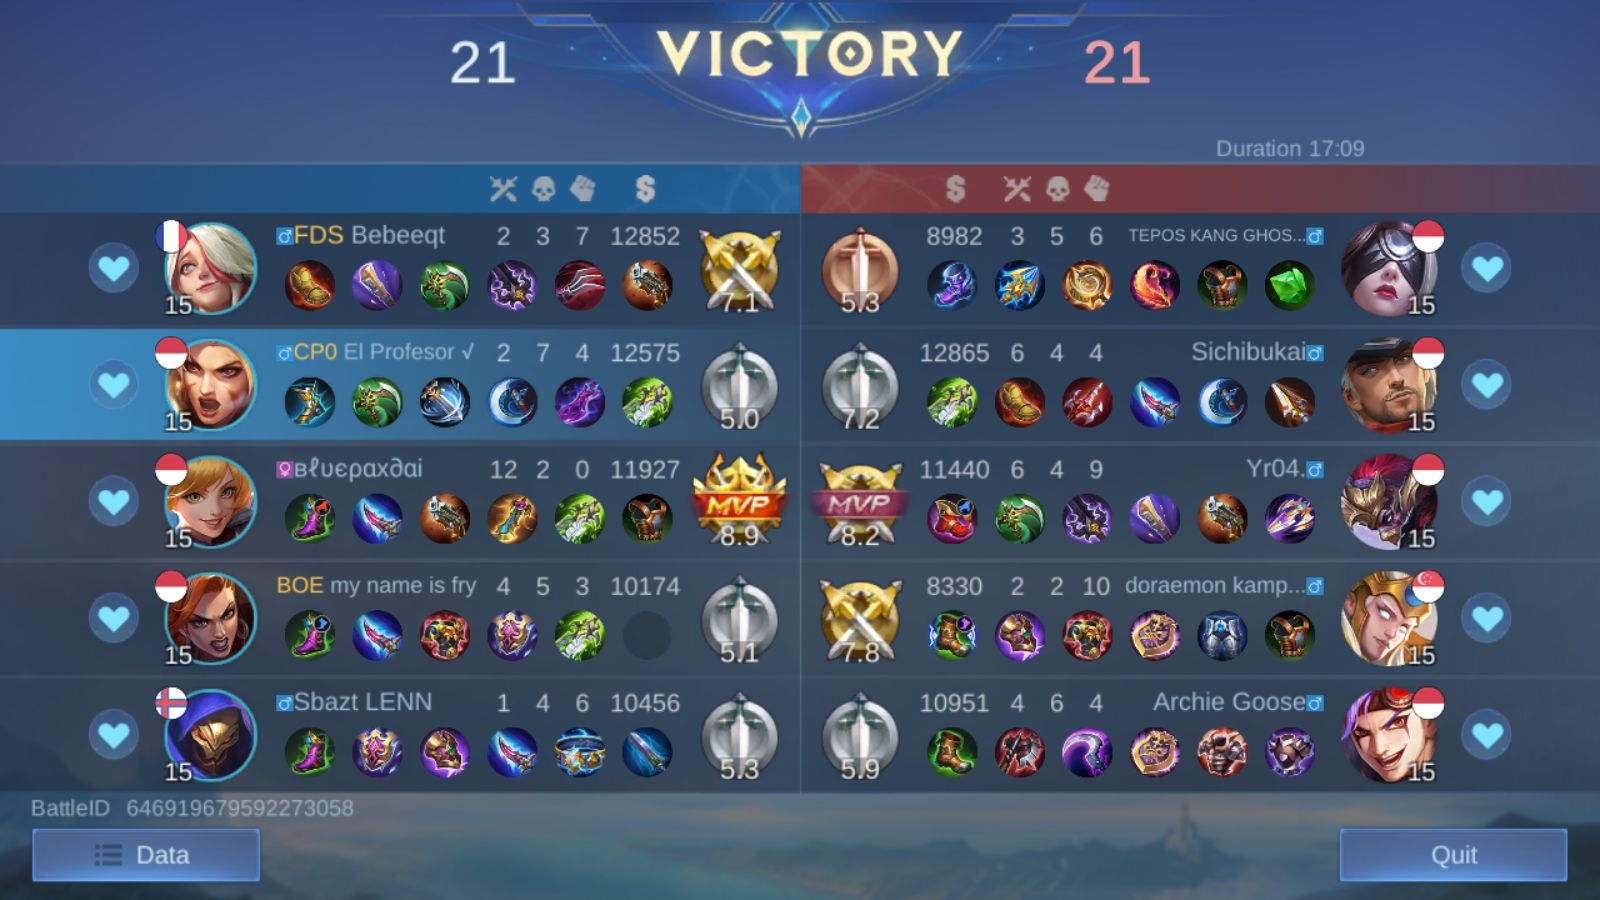 21 VICTORY 21
Duration 17:09
FDS Bebeeqt 2 3 7 12852 7.1 15
5.3 8982 3 5 6 TEPOS KANG GHOS... 15
CP0 El Profesor √ 2 7 4 12575 5.0 15
7.2 12865 6 4 4 Sichibukai 15
вℓυєραx∂ai 12 2 0 11927 MVP 8.9 15
MVP 8.2 11440 6 4 9 Yr04. 15
BOE my name is fry 4 5 3 10174 5.1 15
7.8 8330 2 2 10 doraemon kamp... 15
Sbazt LENN 1 4 6 10456 5.3 15
5.9 10951 4 6 4 Archie Goose 15
BattleID 646919679592273058
Data
Quit